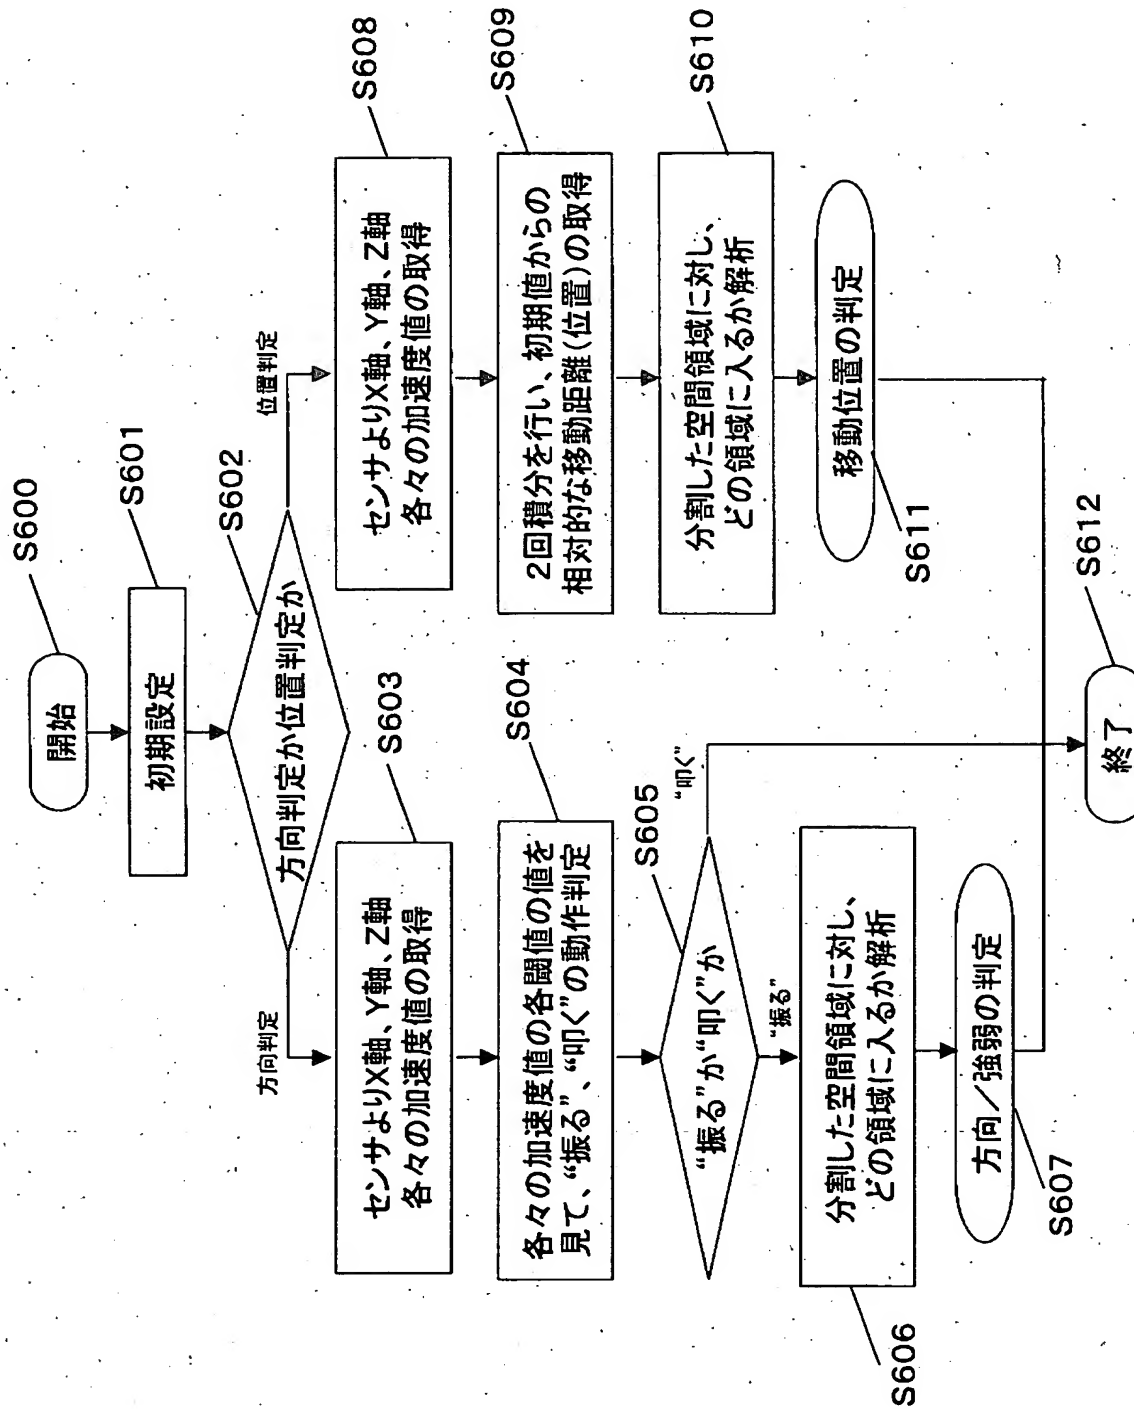 S600
開始
S601
初期設定
S602
方向判定か位置判定か
方向判定
位置判定
S603
センサよりX軸、Y軸、Z軸
各々の加速度値の取得
S604
各々の加速度値の各閾値の値を
見て、“振る”、“叩く”の動作判定
S605
“振る”か“叩く”か
“叩く”
“振る”
S606
分割した空間領域に対し、
どの領域に入るか解析
S607
方向／強弱の判定
S608
センサよりX軸、Y軸、Z軸
各々の加速度値の取得
S609
2回積分を行い、初期値からの
相対的な移動距離(位置)の取得
S610
分割した空間領域に対し、
どの領域に入るか解析
S611
移動位置の判定
S612
終了